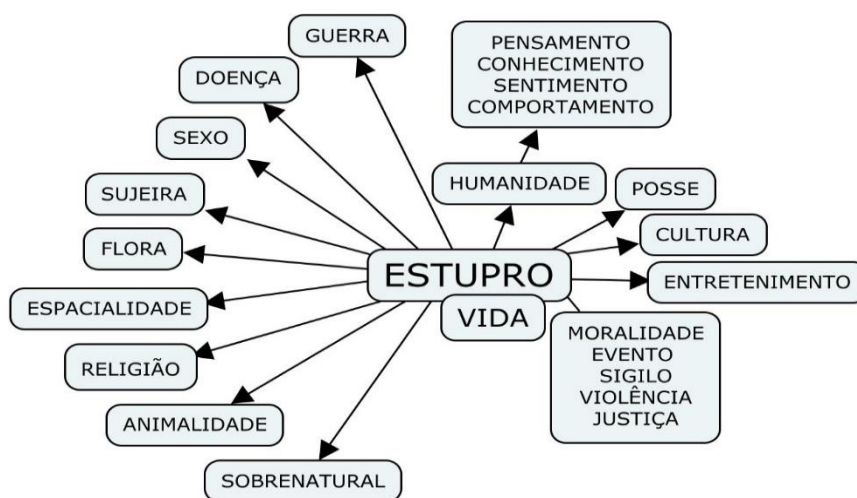 GUERRA
PENSAMENTO
CONHECIMENTO
SENTIMENTO
COMPORTAMENTO
DOENÇA
SEXO
HUMANIDADE
POSSE
SUJEIRA
CULTURA
FLORA
ESTUPRO
ENTRETENIMENTO
ESPACIALIDADE
VIDA
MORALIDADE
EVENTO
SIGILO
VIOLÊNCIA
JUSTIÇA
RELIGIÃO
ANIMALIDADE
SOBRENATURAL